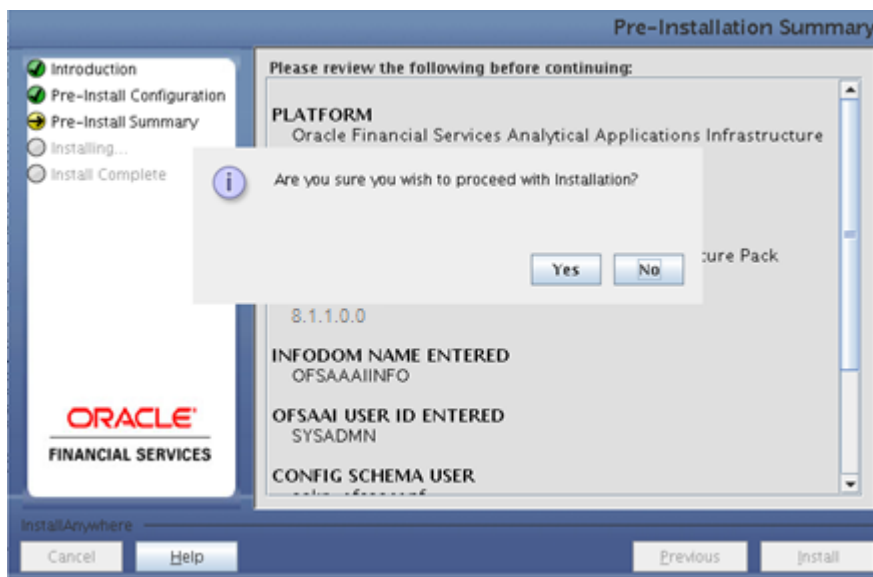 Pre-Installation Summary
Introduction
Pre-Install Configuration
Pre-Install Summary
Installing...
Install Complete
ORACLE
FINANCIAL SERVICES
Please review the following before continuing:
PLATFORM
Oracle Financial Services Analytical Applications Infrastructure
Are you sure you wish to proceed with Installation?
Yes
No
Pack
8.1.1.0.0
INFODOM NAME ENTERED
OFSAAAIINFO
OFSAAI USER ID ENTERED
SYSADMN
CONFIG SCHEMA USER
InstallAnywhere
Cancel
Help
Previous
Install